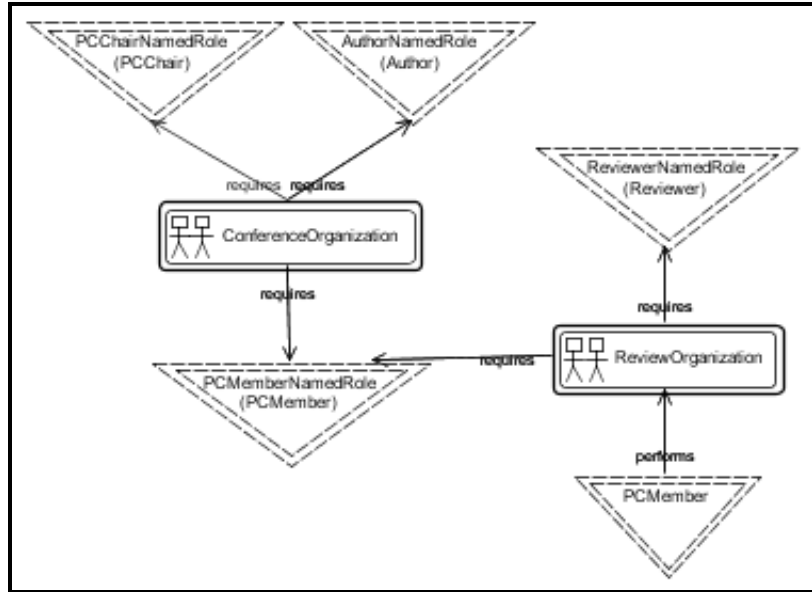 PCChairNamedRole
(PCChair)
AuthorNamedRole
(Author)
ReviewerNamedRole
(Reviewer)
requires requires
ConferenceOrganization
requires
requires
PCMemberNamedRole
(PCMember)
requires
ReviewOrganization
performs
PCMember